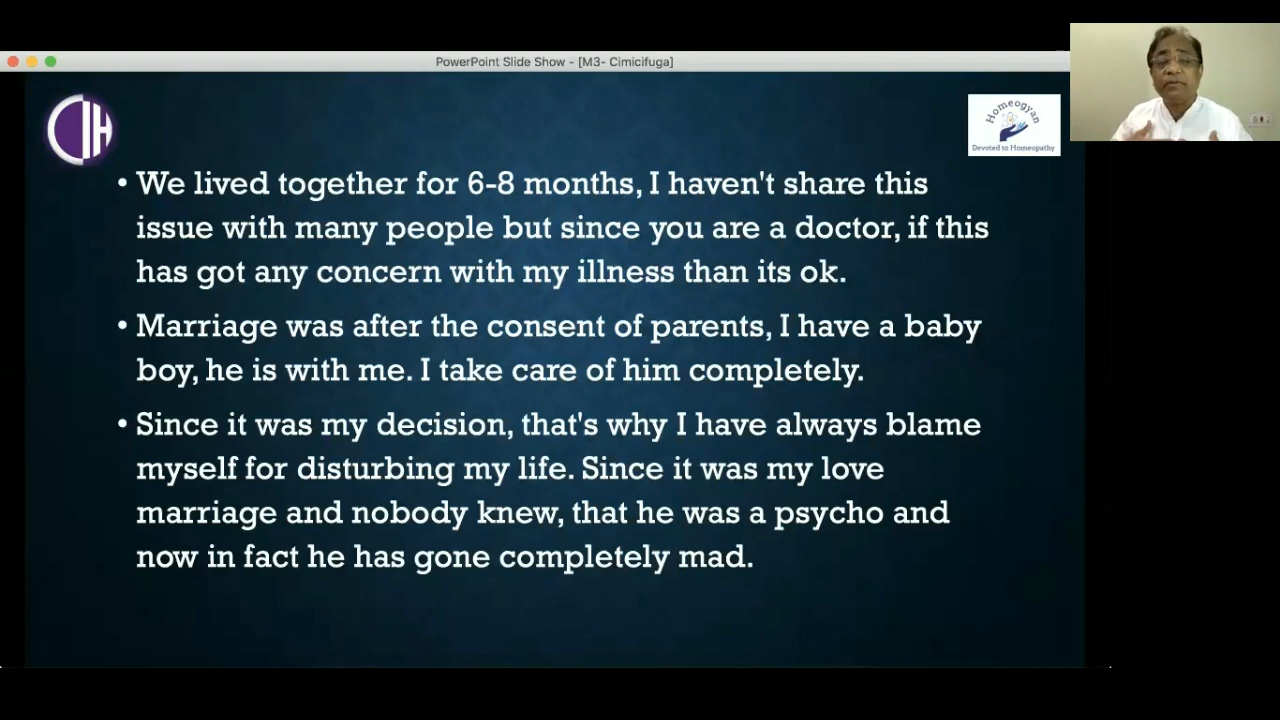 PowerPoint Slide Show - [M3- Cimicifuga]
CIH
Homeogyan
Devoted to Homeopathy
• We lived together for 6-8 months, I haven't share this
issue with many people but since you are a doctor, if this
has got any concern with my illness than its ok.
• Marriage was after the consent of parents, I have a baby
boy, he is with me. I take care of him completely.
• Since it was my decision, that's why I have always blame
myself for disturbing my life. Since it was my love
marriage and nobody knew, that he was a psycho and
now in fact he has gone completely mad.